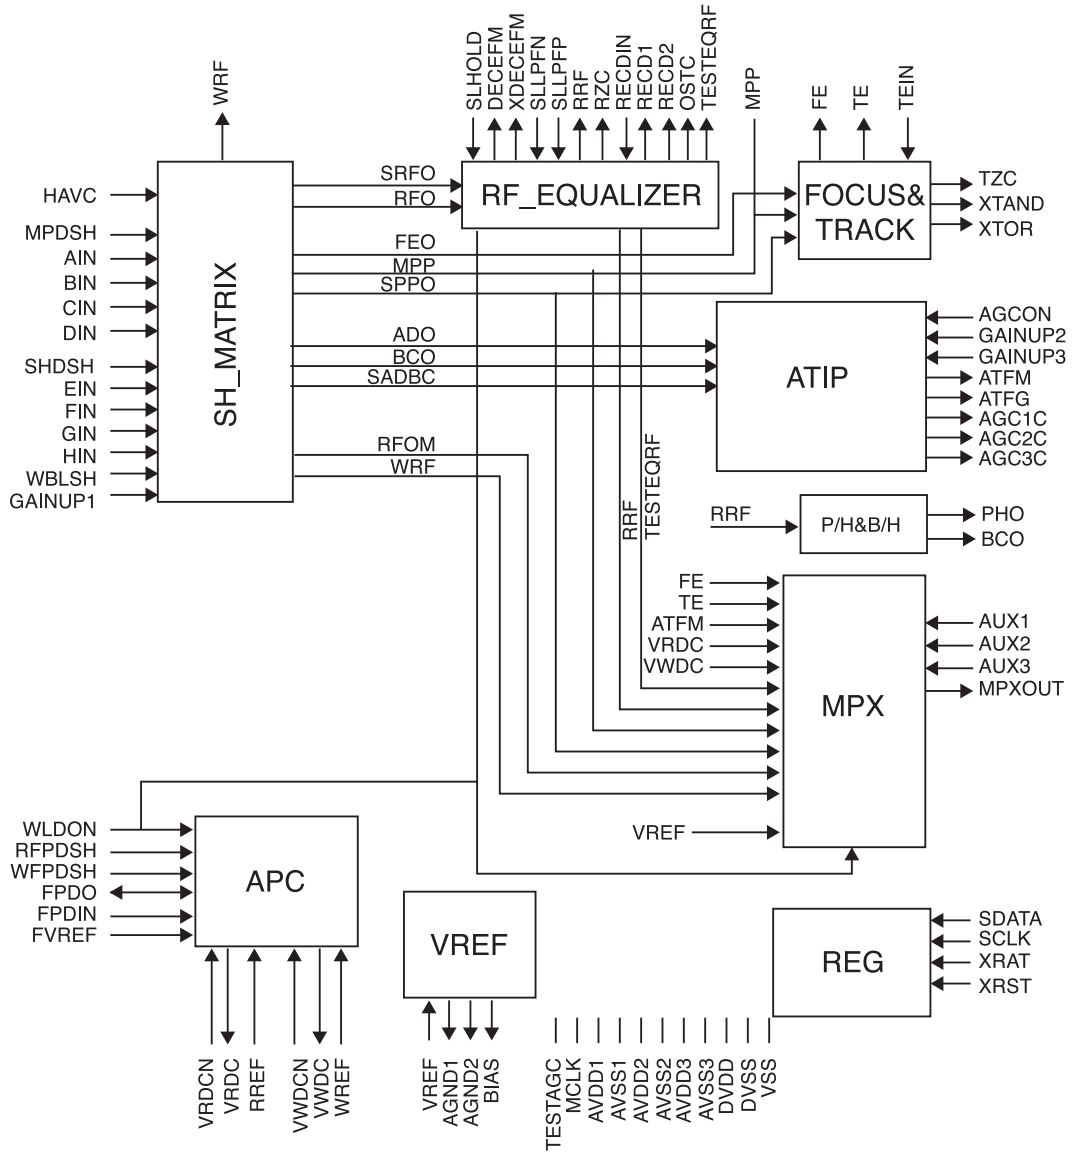 WRF
SLHOLD
DECEFM
XDECEFM
SLLPFN
SLLPFP
RRF
RZC
RECDIN
RECD1
RECD2
OSTC
TESTEQRF
MPP
FE
TE
TEIN
HAVC
MPDSH
AIN
BIN
CIN
DIN
SHDSH
EIN
FIN
GIN
HIN
WBLSH
GAINUP1
SH_MATRIX
SRFO
RFO
FEO
MPP
SPPO
ADO
BCO
SADBC
RFOM
WRF
RF_EQUALIZER
FOCUS&
TRACK
TZC
XTAND
XTOR
ATIP
AGCON
GAINUP2
GAINUP3
ATFM
ATFG
AGC1C
AGC2C
AGC3C
RRF
TESTEQRF
RRF
P/H&B/H
PHO
BCO
FE
TE
ATFM
VRDC
VWDC
VREF
MPX
AUX1
AUX2
AUX3
MPXOUT
WLDON
RFPDSH
WFPDSH
FPDO
FPDIN
FVREF
APC
VRDCN
VRDC
RREF
VWDCN
VWDC
WREF
VREF
VREF
AGND1
AGND2
BIAS
REG
SDATA
SCLK
XRAT
XRST
TESTAGC
MCLK
AVDD1
AVSS1
AVDD2
AVSS2
AVDD3
AVSS3
DVDD
DVSS
VSS